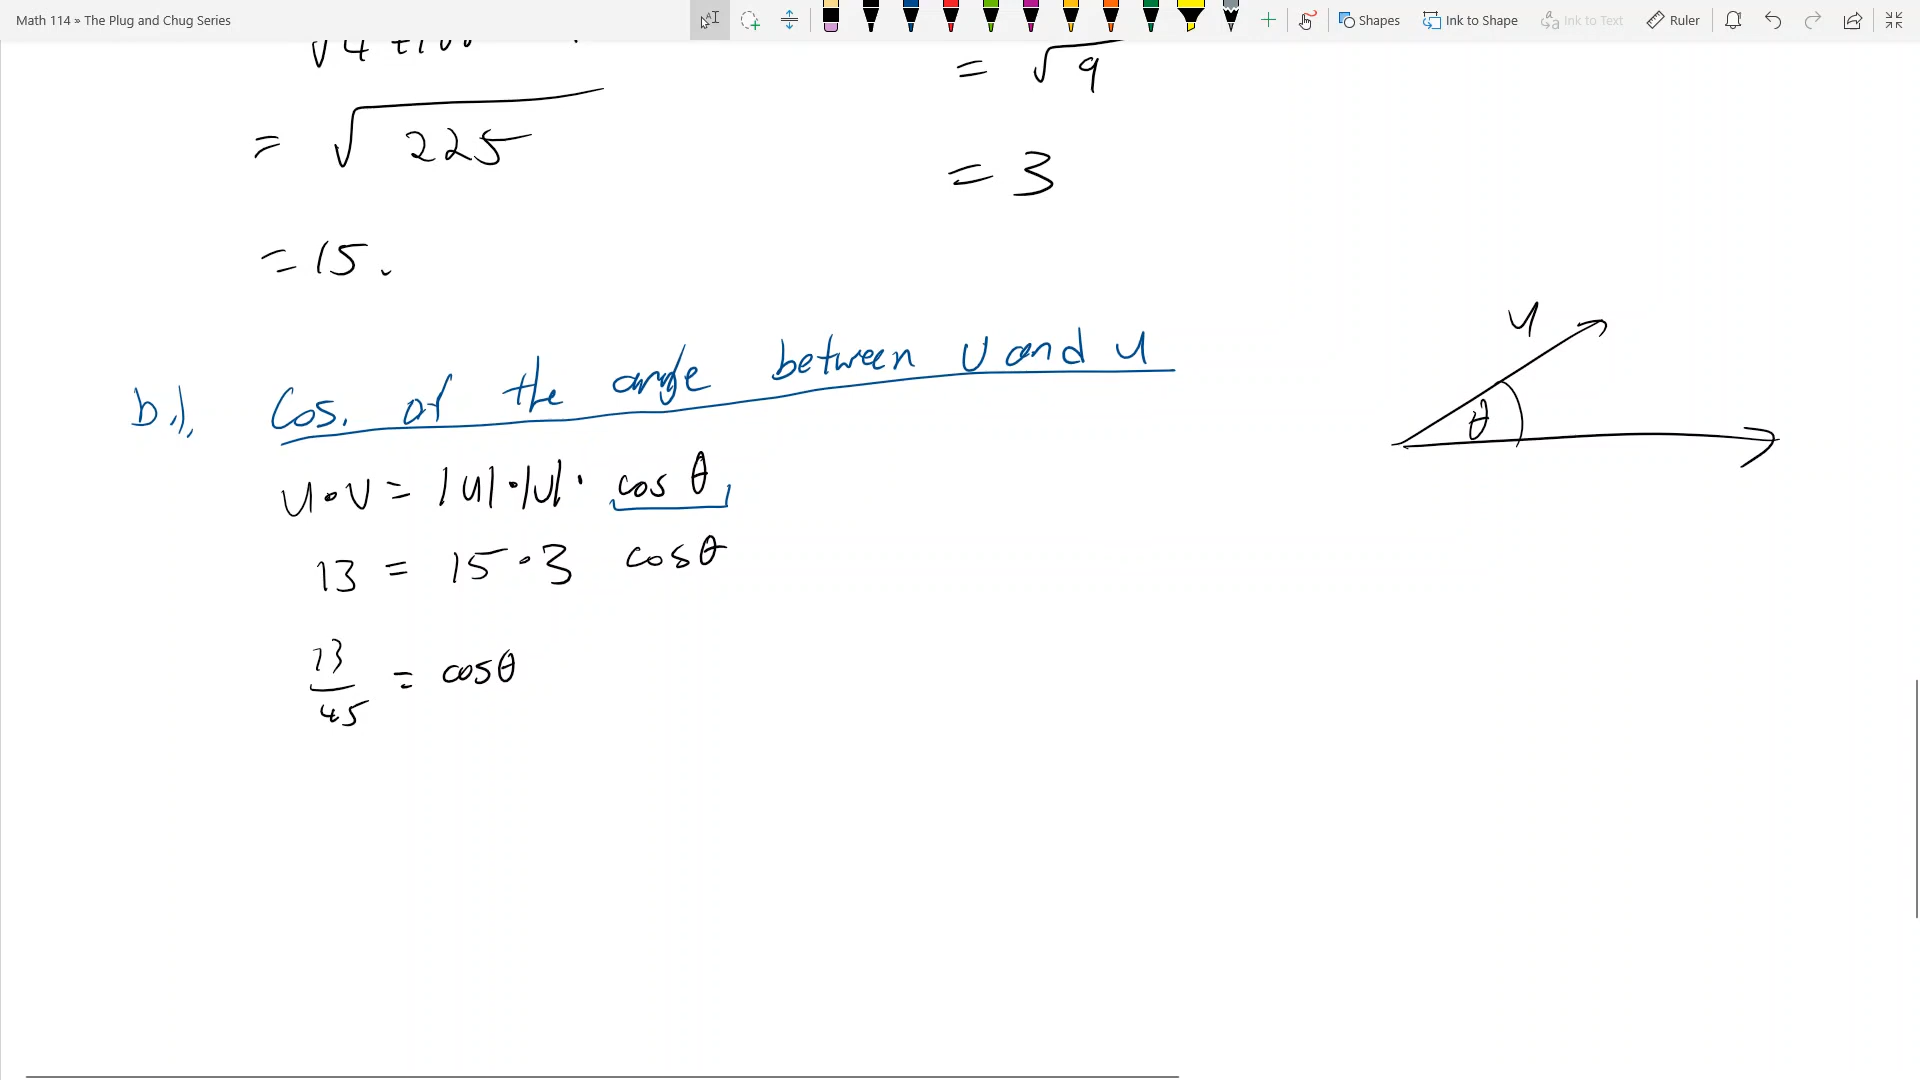 Math 114 » The Plug and Chug Series
Shapes
Ink to Shape
Ink to Text
Ruler
= √9
= √225
= 3
= 15.
b.). Cos. of the angle between v and u
u
θ
u•v = |u|•|v|• cos θ
13 = 15•3 cosθ
13/45 = cosθ